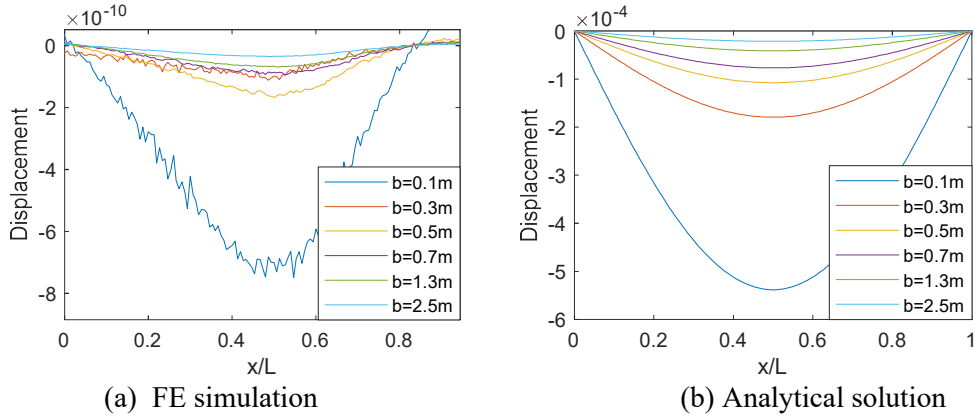 ×10⁻¹⁰
0
-2
-4
-6
-8
Displacement
0
0.2
0.4
0.6
0.8
x/L
b=0.1m
b=0.3m
b=0.5m
b=0.7m
b=1.3m
b=2.5m
(a) FE simulation
×10⁻⁴
0
-1
-2
-3
-4
-5
-6
Displacement
0
0.2
0.4
0.6
0.8
1
x/L
b=0.1m
b=0.3m
b=0.5m
b=0.7m
b=1.3m
b=2.5m
(b) Analytical solution